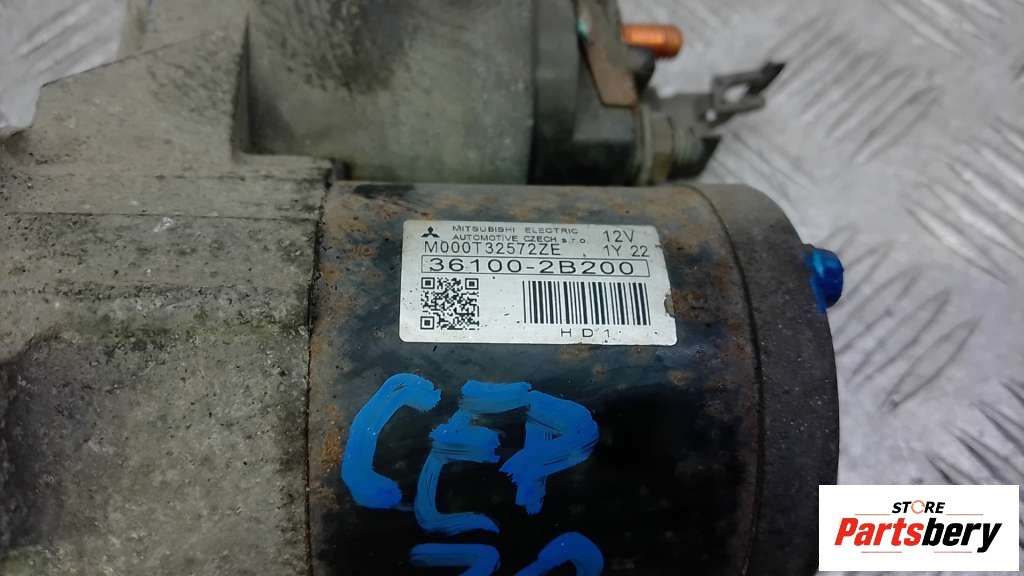 MITSUBISHI ELECTRIC
AUTOMOTIVE CZECH s.r.o. 12V
M000T32572ZE 1Y 22
36100-2B200
HD1
STORE
Partsbery